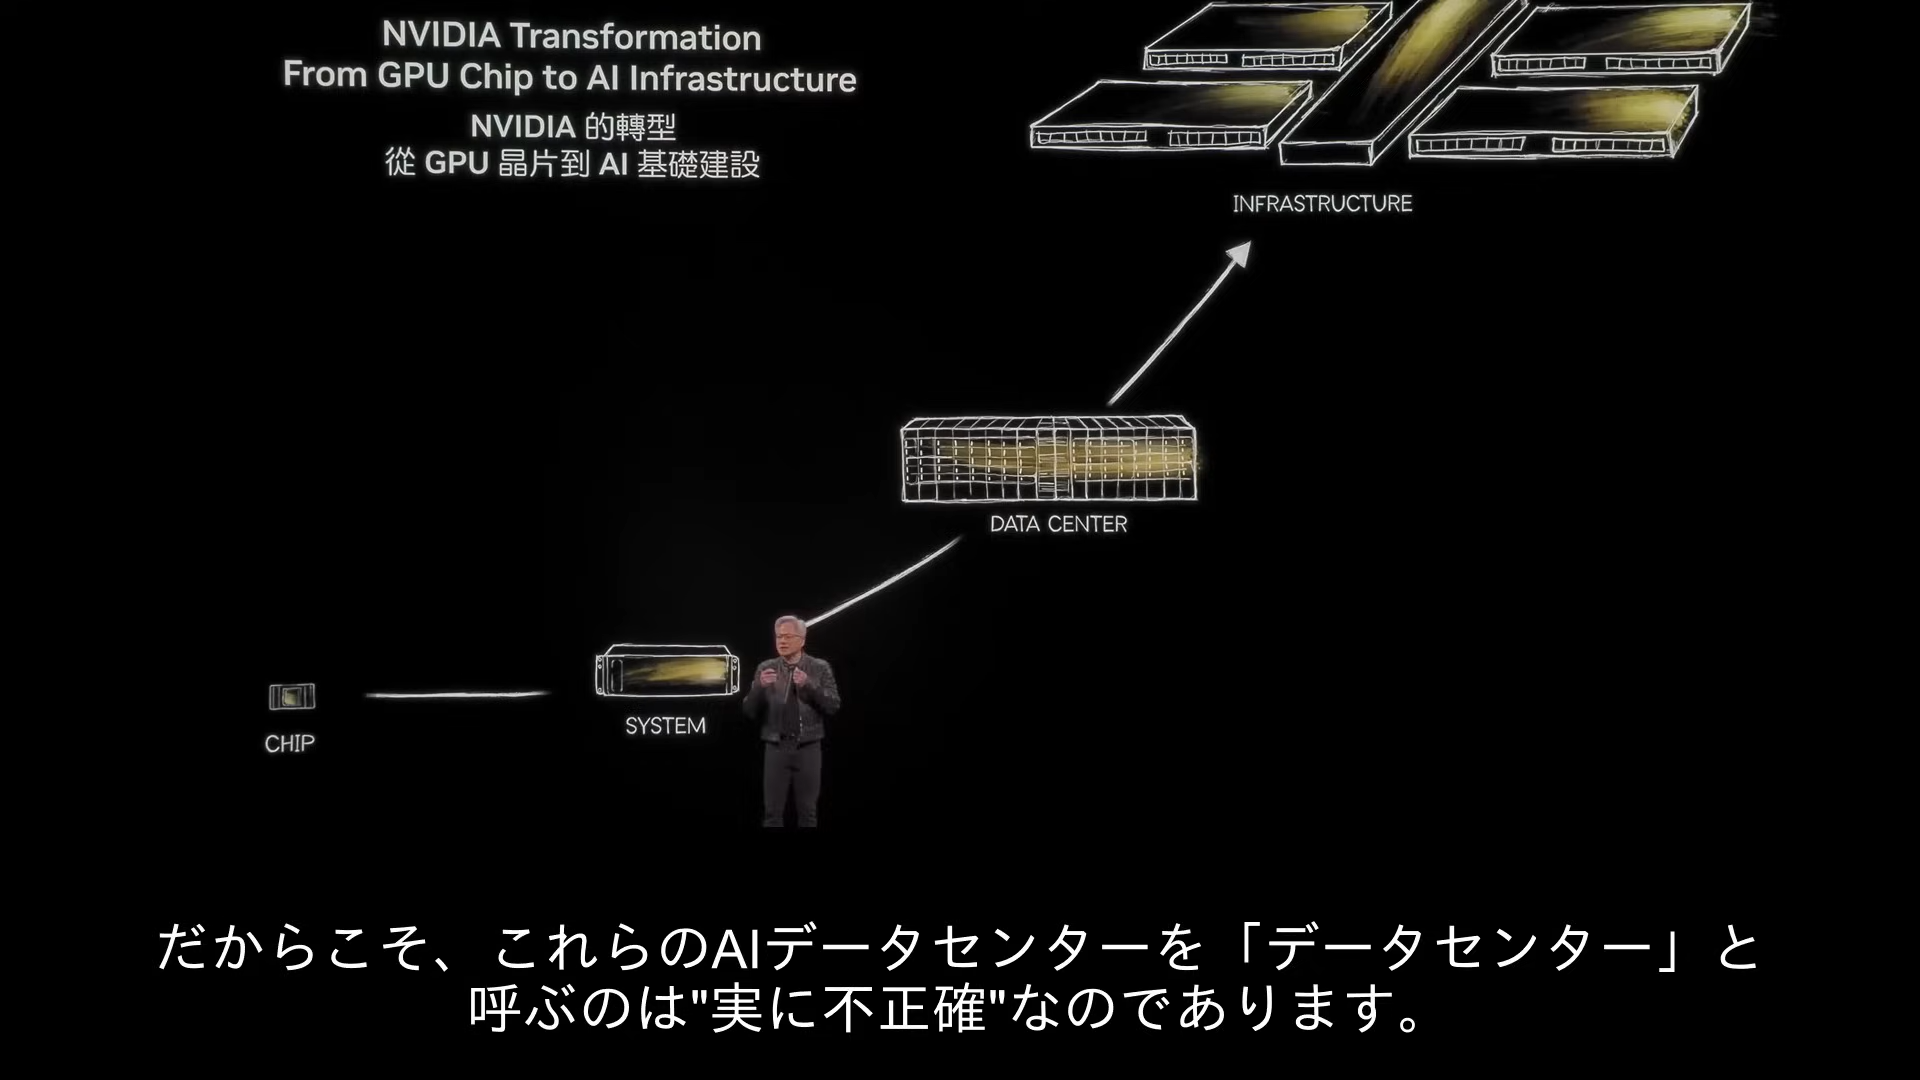 NVIDIA Transformation
From GPU Chip to AI Infrastructure
NVIDIA 的轉型
從 GPU 晶片到 AI 基礎建設
INFRASTRUCTURE
DATA CENTER
SYSTEM
CHIP
だからこそ、これらのAIデータセンターを「データセンター」と
呼ぶのは"実に不正確"なのであります。